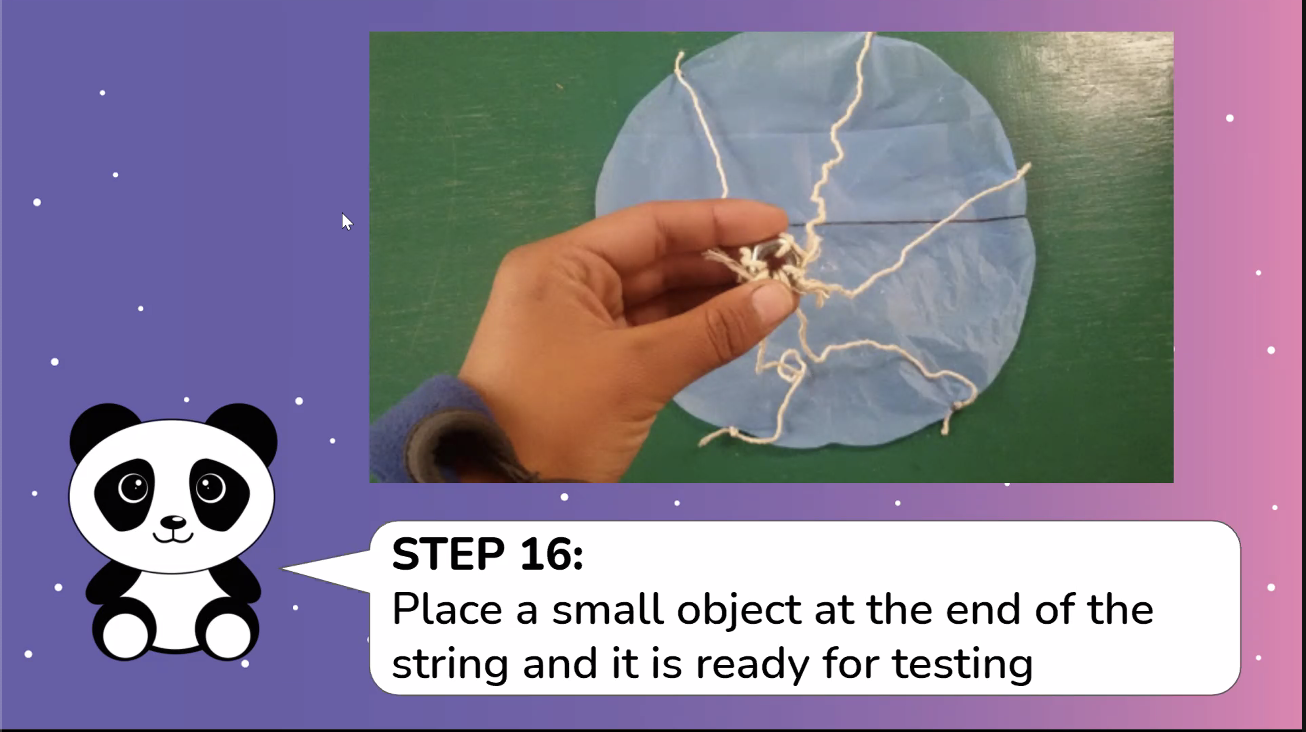 STEP 16:
Place a small object at the end of the
string and it is ready for testing